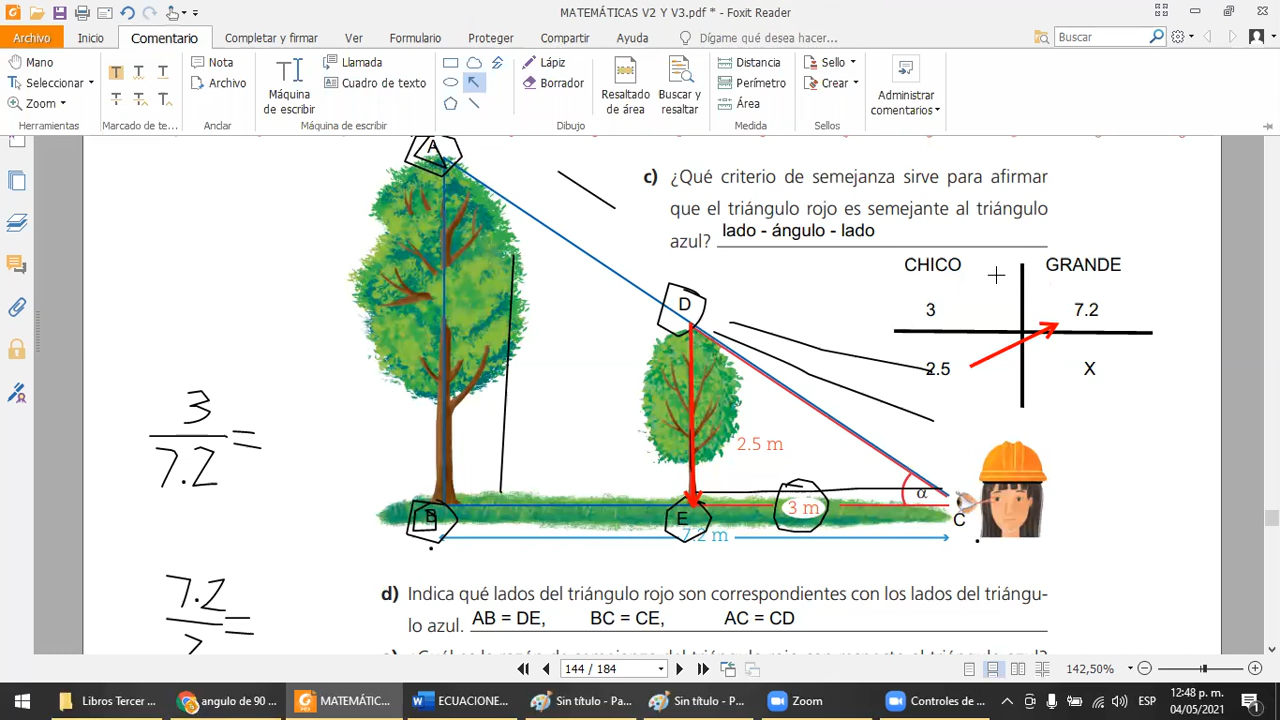 MATEMÁTICAS V2 Y V3.pdf * - Foxit Reader
Archivo Inicio Comentario Completar y firmar Ver Formulario Proteger Compartir Ayuda Dígame qué desea hacer... Buscar
Mano
Seleccionar
Zoom
Herramientas
Marcado de te...
Nota
Archivo
Anclar
Máquina de escribir
Llamada
Cuadro de texto
Máquina de escribir
Lápiz
Borrador
Dibujo
Resaltado de área
Buscar y resaltar
Distancia
Perímetro
Área
Medida
Sello
Crear
Sellos
Administrar comentarios
A
c) ¿Qué criterio de semejanza sirve para afirmar
que el triángulo rojo es semejante al triángulo
azul? lado - ángulo - lado
CHICO GRANDE
3 7.2
2.5 X
D
2.5 m
3
7.2 =
α
B E 3 m C
7.2 m
7.2 =
d) Indica qué lados del triángulo rojo son correspondientes con los lados del triángu-
lo azul. AB = DE, BC = CE, AC = CD
144 / 184
142,50%
Libros Tercer ...
angulo de 90 ...
MATEMÁTIC...
ECUACIONE...
Sin título - Pa...
Sin título - P...
Zoom
Controles de ...
ESP
12:48 p. m.
04/05/2021